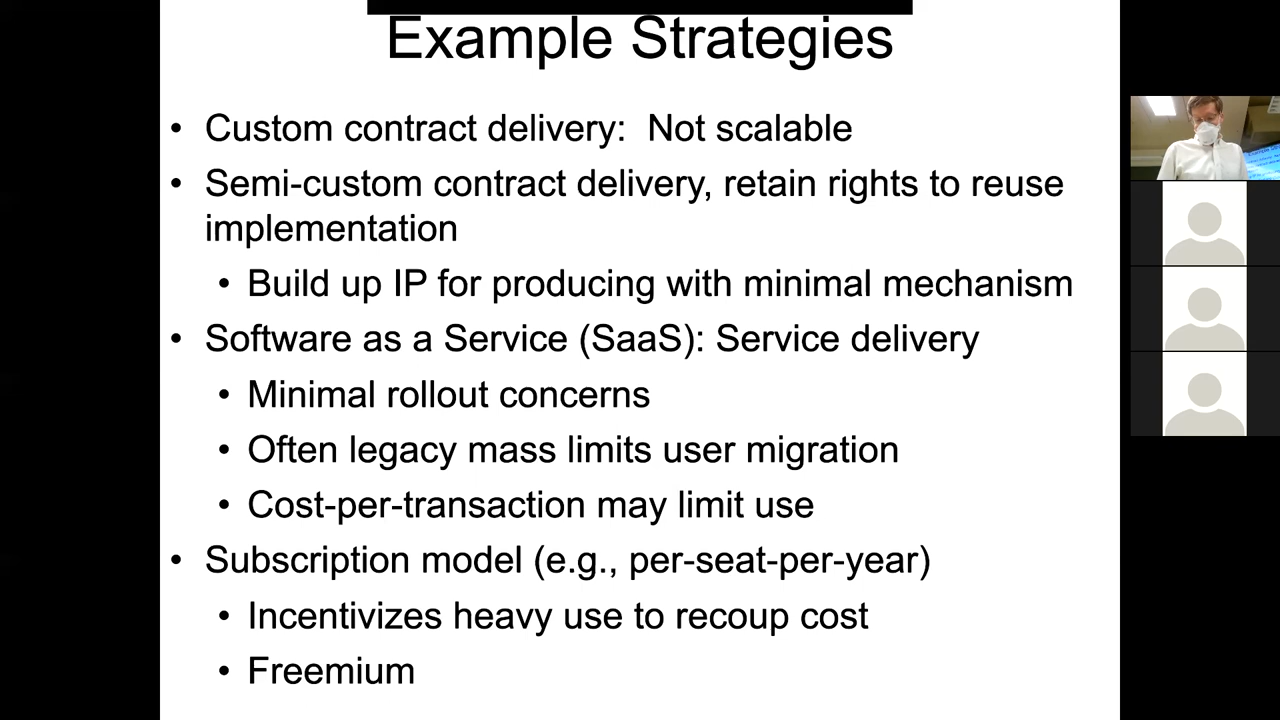 Example Strategies
• Custom contract delivery:  Not scalable
• Semi-custom contract delivery, retain rights to reuse
implementation
• Build up IP for producing with minimal mechanism
• Software as a Service (SaaS): Service delivery
• Minimal rollout concerns
• Often legacy mass limits user migration
• Cost-per-transaction may limit use
• Subscription model (e.g., per-seat-per-year)
• Incentivizes heavy use to recoup cost
• Freemium